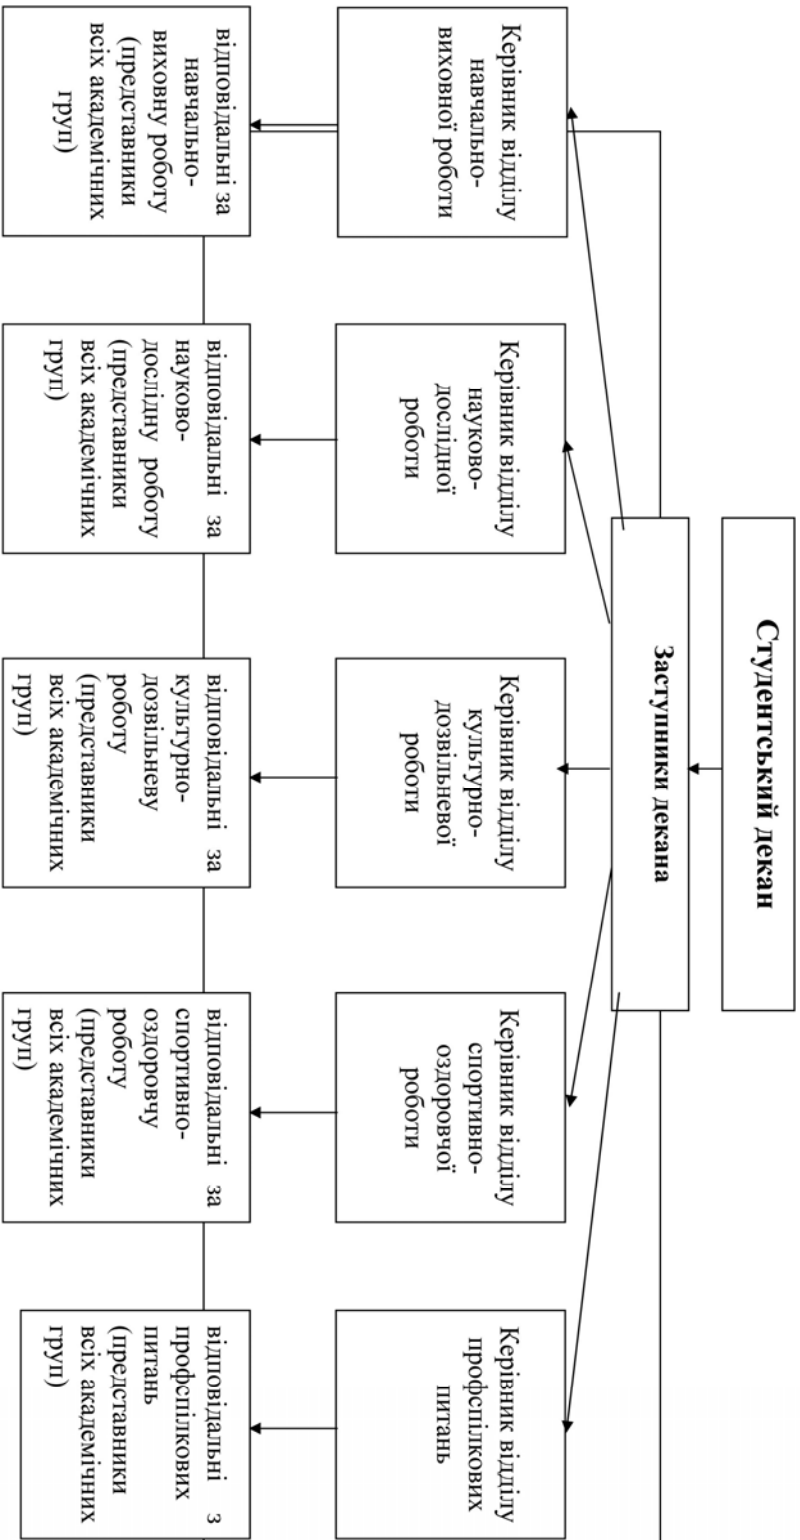 Студентський декан
Заступники декана
Керівник відділу
навчально-
виховної роботи
Керівник відділу
науково-
дослідної
роботи
Керівник відділу
культурно-
дозвільневої
роботи
Керівник відділу
спортивно-
оздоровчої
роботи
Керівник відділу
профспілкових
питань
відповідальні за
навчально-
виховну роботу
(представники
всіх академічних
груп)
відповідальні за
науково-
дослідну роботу
(представники
всіх академічних
груп)
відповідальні за
культурно-
дозвільневу
роботу
(представники
всіх академічних
груп)
відповідальні за
спортивно-
оздоровчу
роботу
(представники
всіх академічних
груп)
відповідальні з
профспілкових
питань
(представники
всіх академічних
груп)